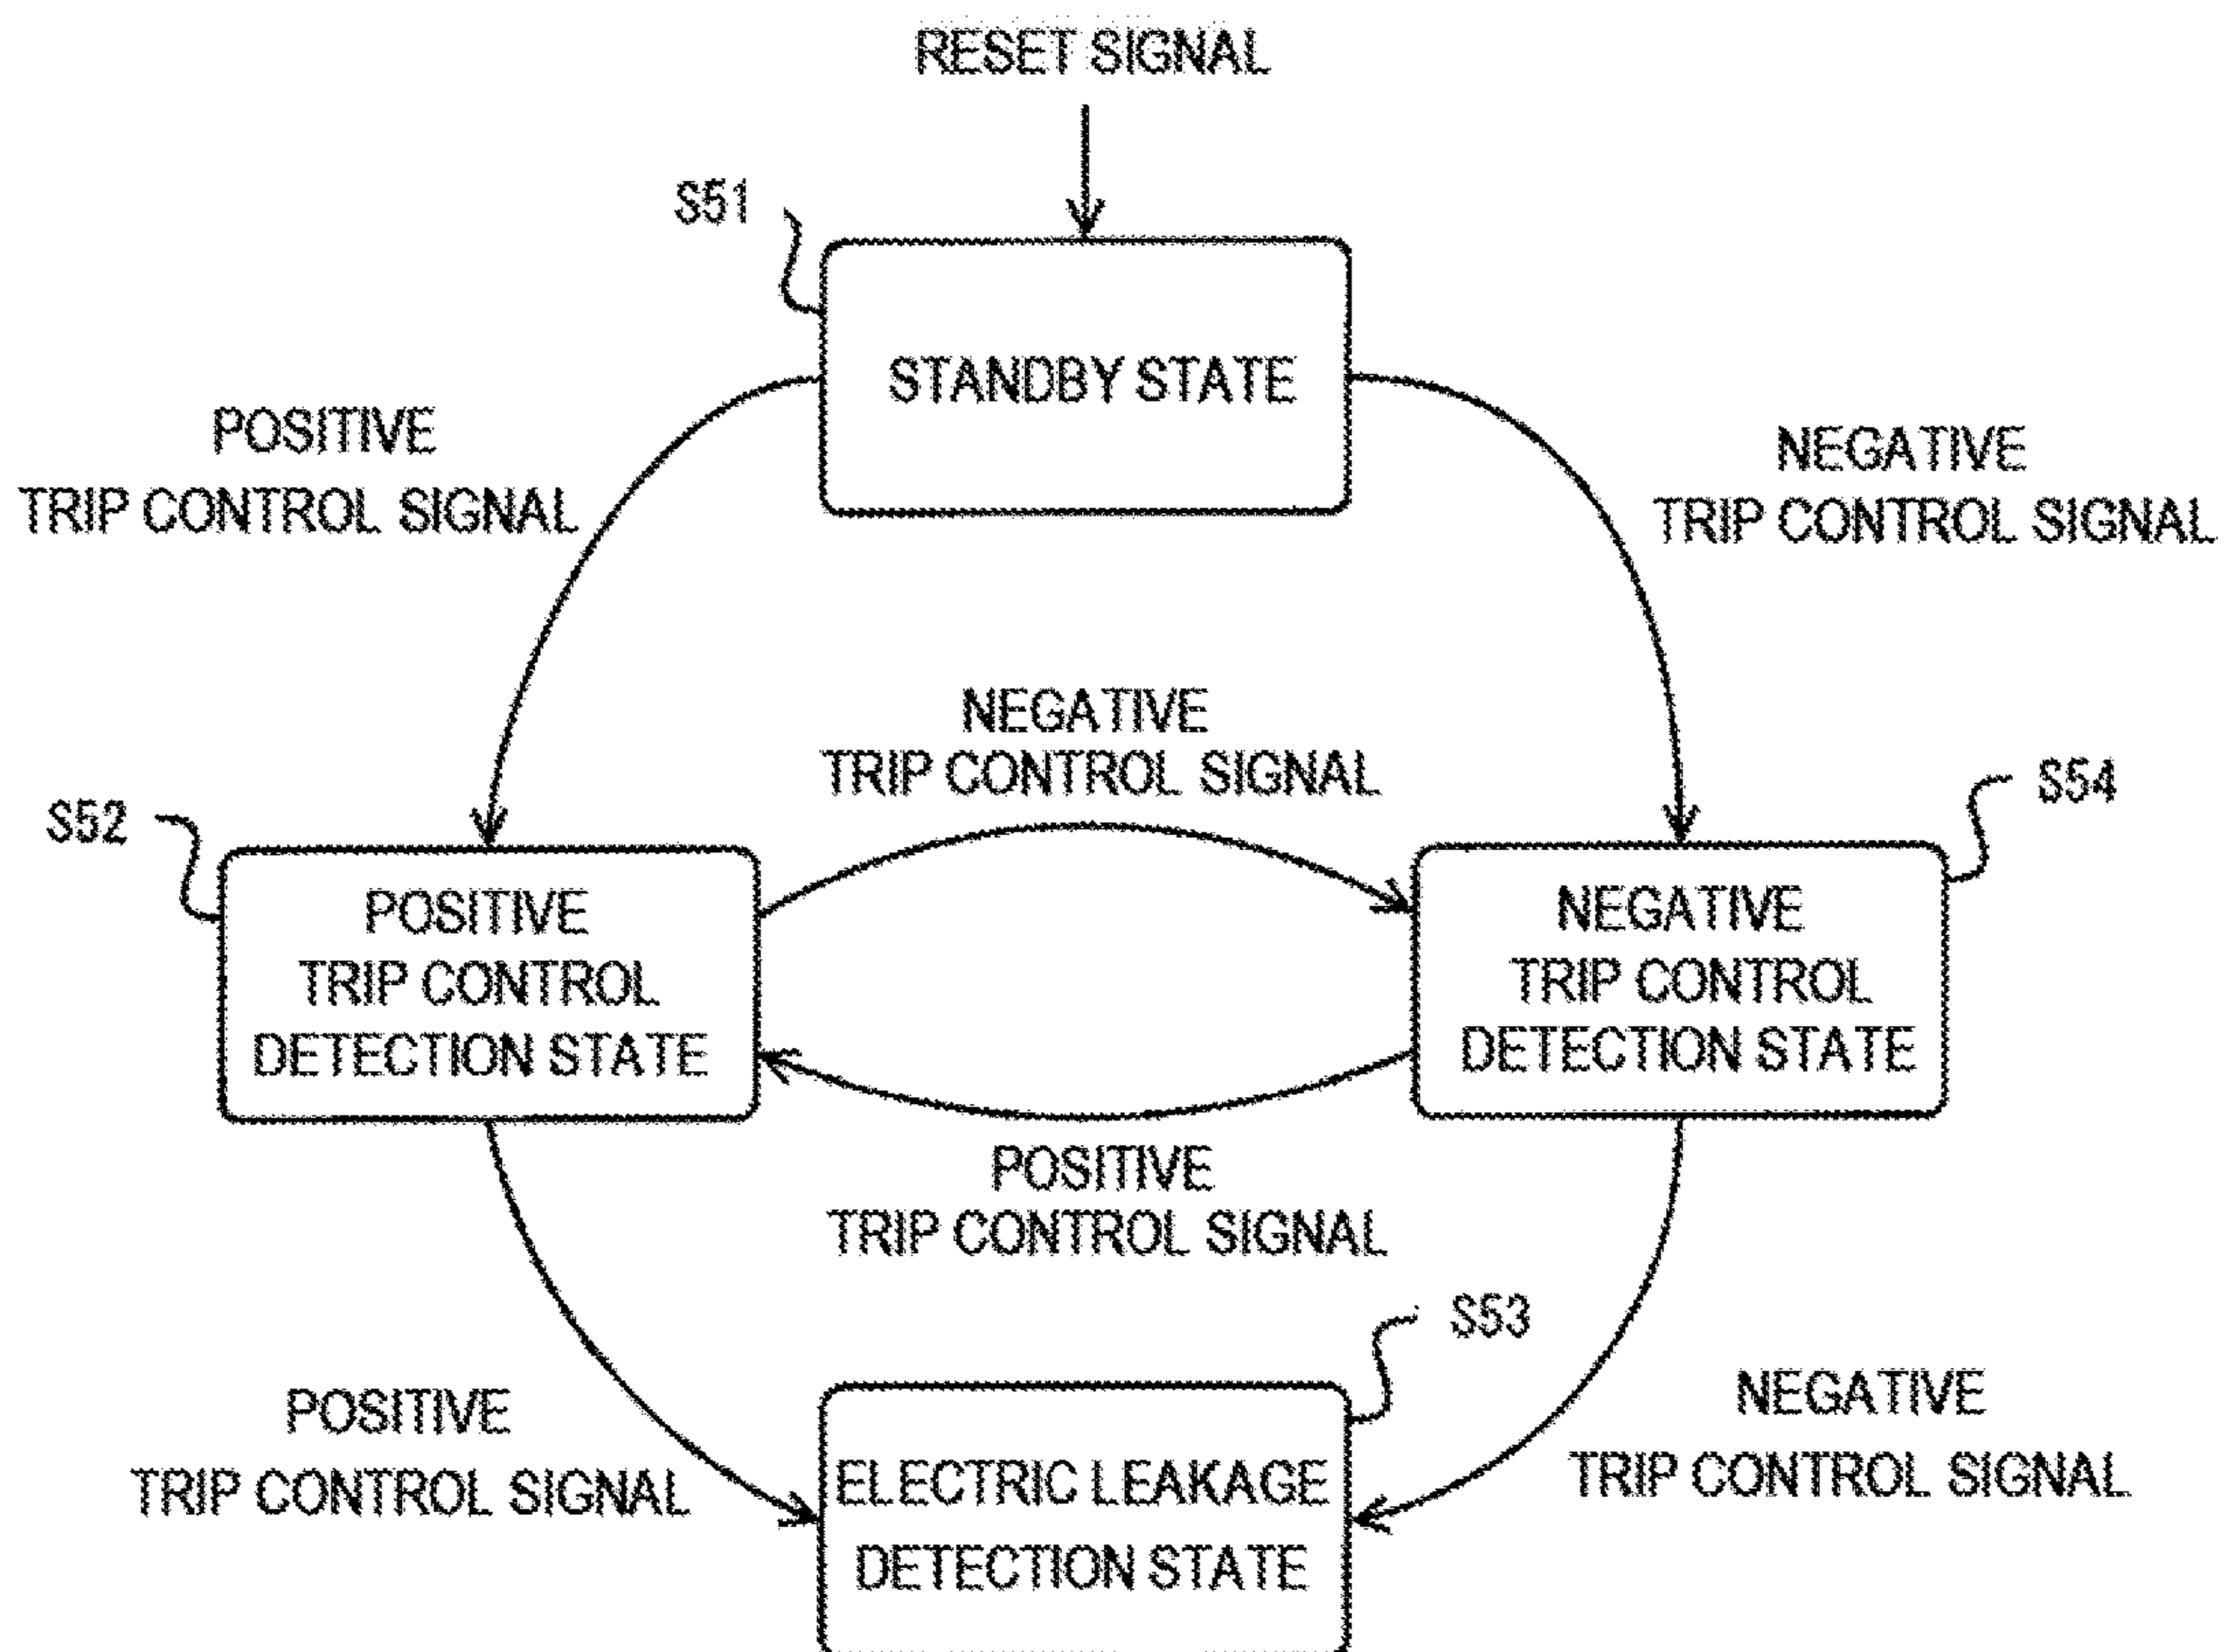 RESET SIGNAL
S51
STANDBY STATE
POSITIVE
TRIP CONTROL SIGNAL
NEGATIVE
TRIP CONTROL SIGNAL
NEGATIVE
TRIP CONTROL SIGNAL
S52
S54
POSITIVE
TRIP CONTROL
DETECTION STATE
NEGATIVE
TRIP CONTROL
DETECTION STATE
POSITIVE
TRIP CONTROL SIGNAL
S53
POSITIVE
TRIP CONTROL SIGNAL
NEGATIVE
TRIP CONTROL SIGNAL
ELECTRIC LEAKAGE
DETECTION STATE